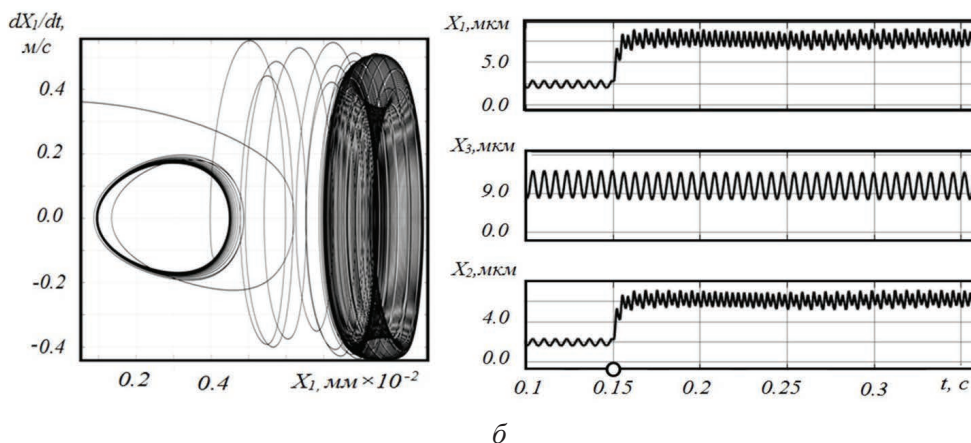 dX₁/dt,
м/с
0.4
0.2
0.0
-0.2
-0.4
0.2
0.4
X₁, мм×10⁻²
X₁, мкм
5.0
0.0
X₃, мкм
9.0
0.0
X₂, мкм
4.0
0.0
0.1
0.15
0.2
0.25
0.3
t, с
б